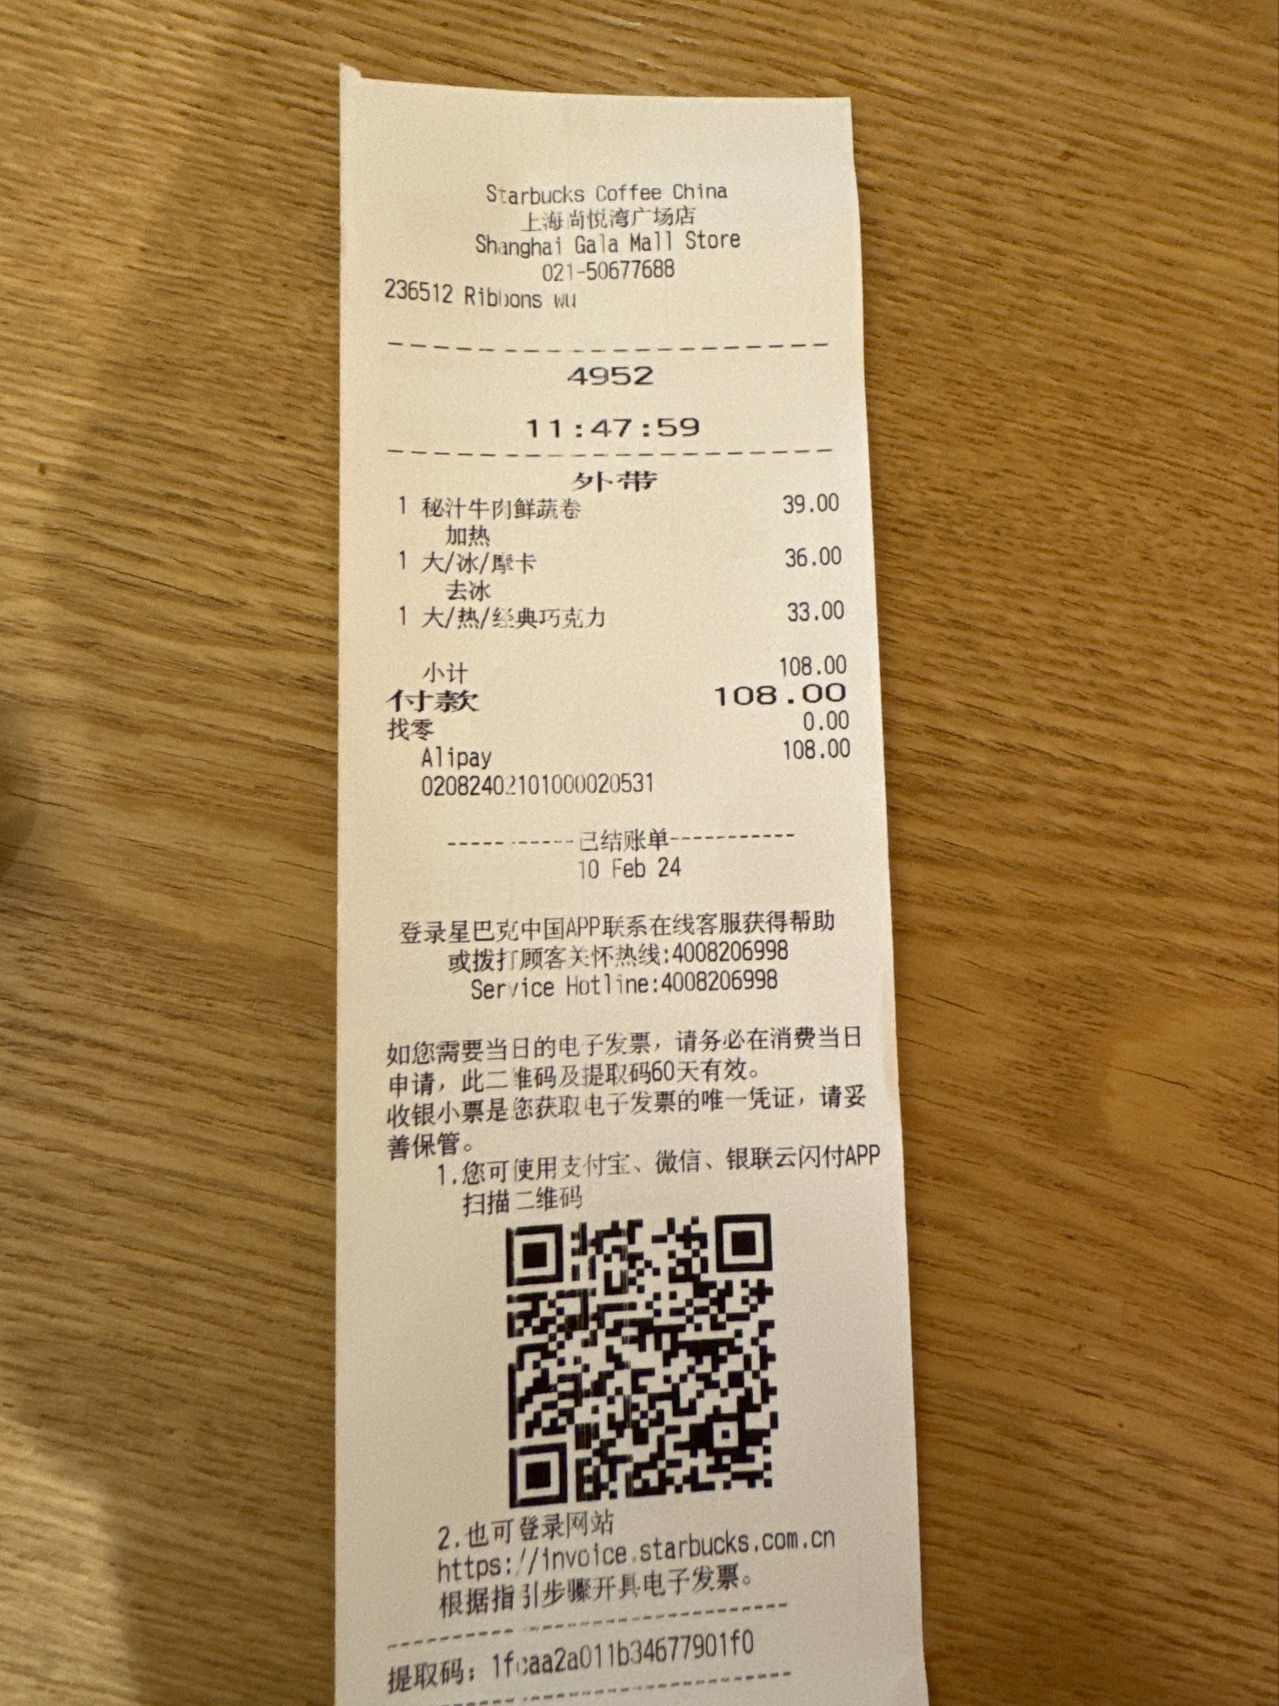 Starbucks Coffee China
上海尚悦湾广场店
Shanghai Gala Mall Store
021-50677688
236512 Ribbons wu
4952
11:47:59
外带
1 秘汁牛肉鲜蔬卷 39.00
加热
1 大/冰/摩卡 36.00
去冰
1 大/热/经典巧克力 33.00
小计 108.00
付款 108.00
找零 0.00
Alipay 108.00
02082402101000020531
-----------已结账单-----------
10 Feb 24
登录星巴克中国APP联系在线客服获得帮助
或拨打顾客关怀热线:4008206998
Service Hotline:4008206998
如您需要当日的电子发票，请务必在消费当日
申请，此二维码及提取码60天有效。
收银小票是您获取电子发票的唯一凭证，请妥
善保管。
1.您可使用支付宝、微信、银联云闪付APP
扫描二维码
2.也可登录网站
https://invoice.starbucks.com.cn
根据指引步骤开具电子发票。
提取码：1fcaa2a011b34677901f0